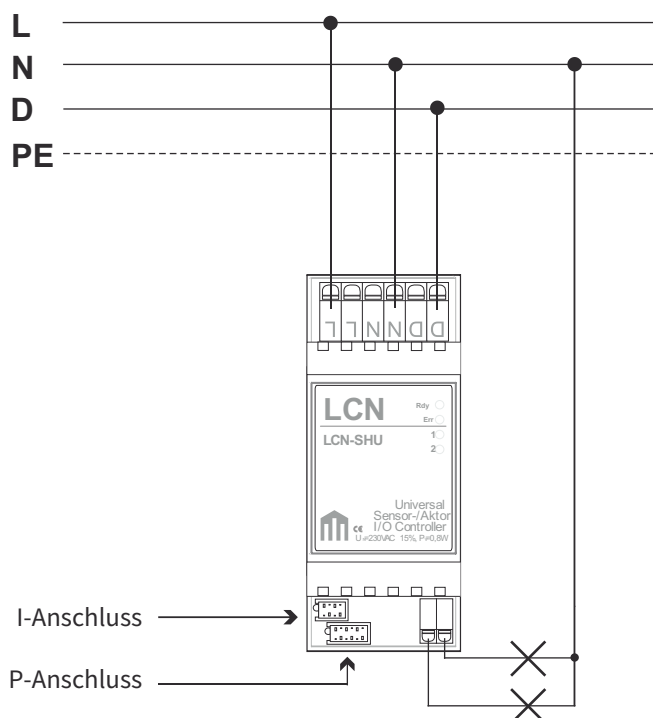 L
N
D
PE
L L N N D D
LCN
Rdy
Err
LCN-SHU
1
2
Universal
Sensor-/Aktor
I/O Controller
U≠230VAC 15%, P≠0,8W
I-Anschluss
P-Anschluss